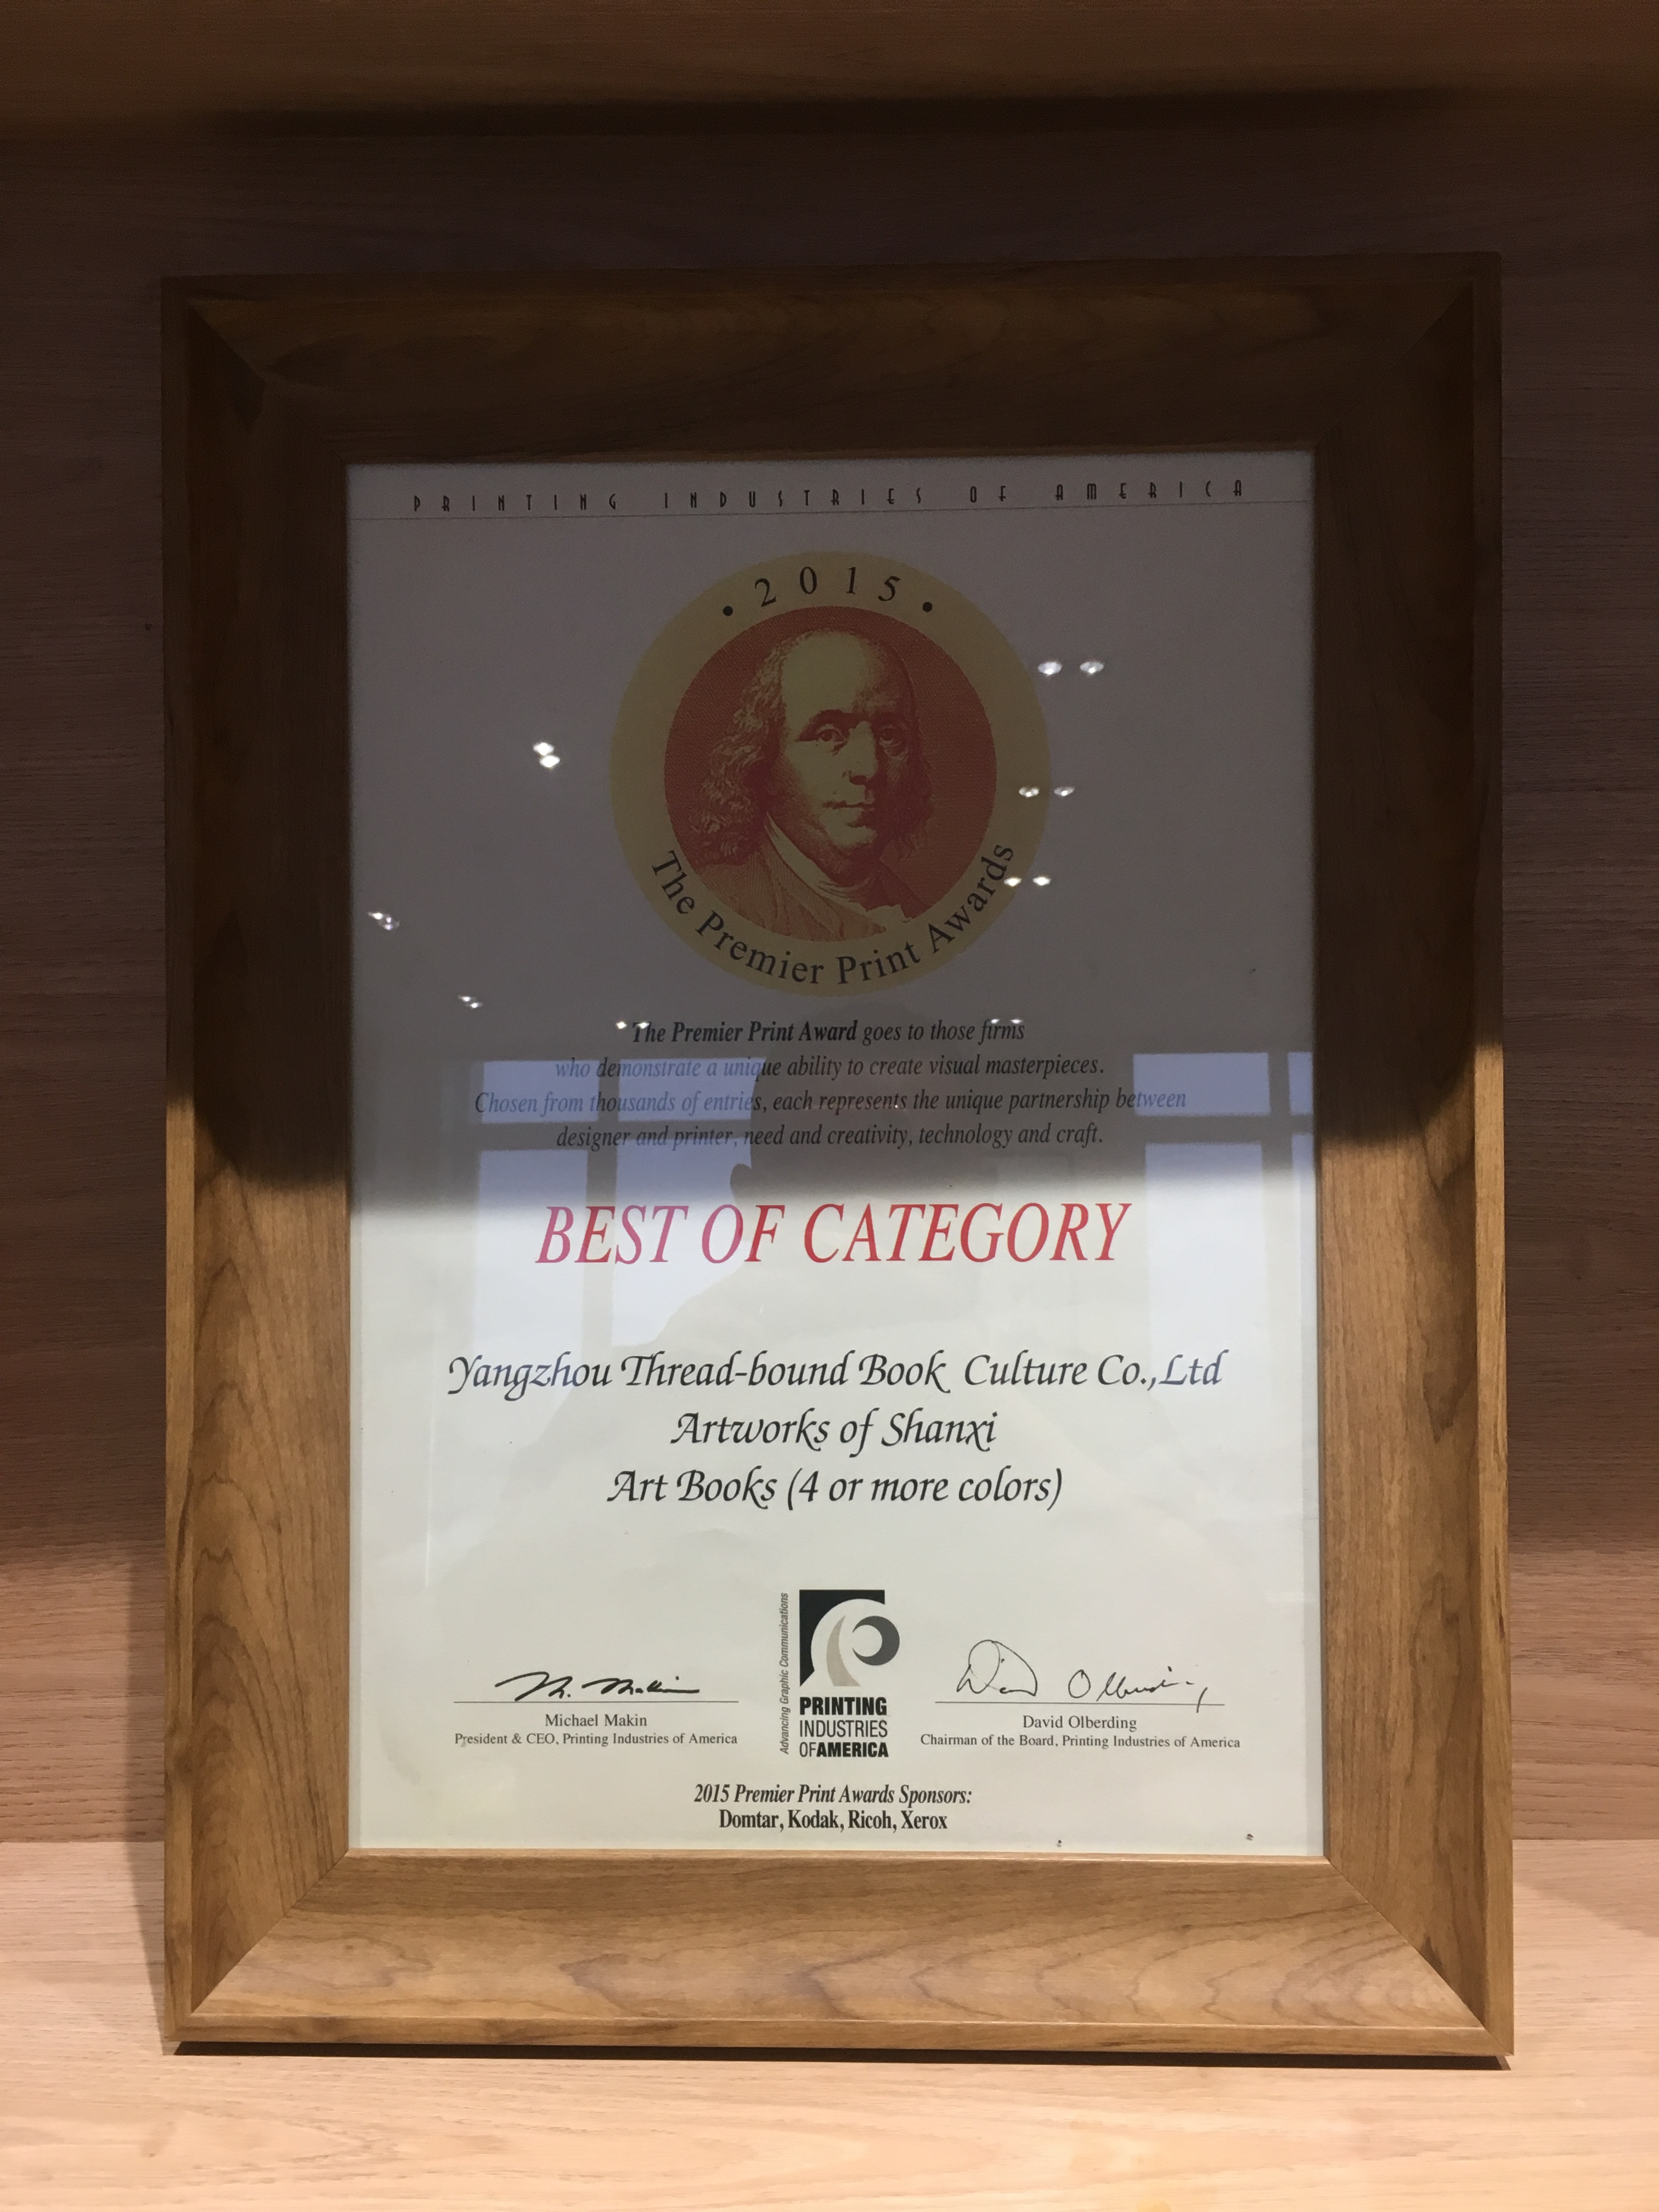 PRINTING INDUSTRIES OF AMERICA
• 2015 •
The Premier Print Awards
The Premier Print Award goes to those firms
who demonstrate a unique ability to create visual masterpieces.
Chosen from thousands of entries, each represents the unique partnership between
designer and printer, need and creativity, technology and craft.
BEST OF CATEGORY
Yangzhou Thread-bound Book Culture Co.,Ltd
Artworks of Shanxi
Art Books (4 or more colors)
M. Makin
Michael Makin
President & CEO, Printing Industries of America
Advancing Graphic Communications
PRINTING
INDUSTRIES
OF AMERICA
David Olberding
David Olberding
Chairman of the Board, Printing Industries of America
2015 Premier Print Awards Sponsors:
Domtar, Kodak, Ricoh, Xerox